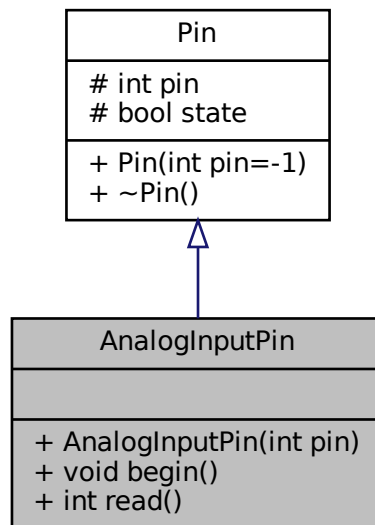 Pin
# int pin
# bool state
+ Pin(int pin=-1)
+ ~Pin()
AnalogInputPin
+ AnalogInputPin(int pin)
+ void begin()
+ int read()